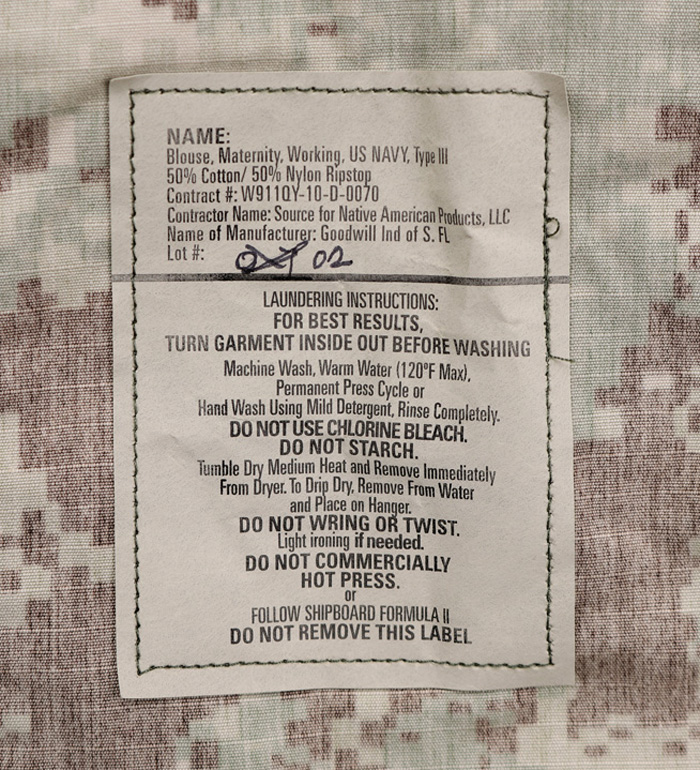 NAME:
Blouse, Maternity, Working, US NAVY, Type III
50% Cotton/ 50% Nylon Ripstop
Contract #: W911QY-10-D-0070
Contractor Name: Source for Native American Products, LLC
Name of Manufacturer: Goodwill Ind of S. FL
Lot #: 02
LAUNDERING INSTRUCTIONS:
FOR BEST RESULTS,
TURN GARMENT INSIDE OUT BEFORE WASHING
Machine Wash, Warm Water (120°F Max),
Permanent Press Cycle or
Hand Wash Using Mild Detergent, Rinse Completely.
DO NOT USE CHLORINE BLEACH.
DO NOT STARCH.
Tumble Dry Medium Heat and Remove Immediately
From Dryer. To Drip Dry, Remove From Water
and Place on Hanger.
DO NOT WRING OR TWIST.
Light ironing if needed.
DO NOT COMMERCIALLY
HOT PRESS.
or
FOLLOW SHIPBOARD FORMULA II
DO NOT REMOVE THIS LABEL